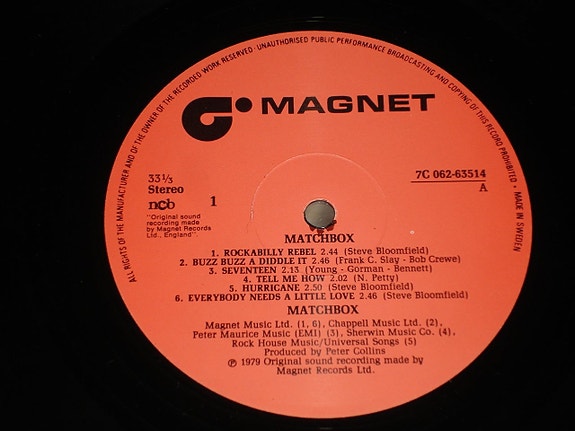 ALL RIGHTS OF THE MANUFACTURER AND OF THE OWNER OF THE RECORDED WORK RESERVED · UNAUTHORISED PUBLIC PERFORMANCE BROADCASTING AND COPYING OF THIS RECORD PROHIBITED • MADE IN SWEDEN
MAGNET
33⅓
Stereo
ncb 1
"Original sound
recording made
by Magnet Records
Ltd., England".
7C 062-63514
A
MATCHBOX
1. ROCKABILLY REBEL 2.44 (Steve Bloomfield)
2. BUZZ BUZZ A DIDDLE IT 2.46 (Frank C. Slay - Bob Crewe)
3. SEVENTEEN 2.13 (Young - Gorman - Bennett)
4. TELL ME HOW 2.02 (N. Petty)
5. HURRICANE 2.50 (Steve Bloomfield)
6. EVERYBODY NEEDS A LITTLE LOVE 2.46 (Steve Bloomfield)
MATCHBOX
Magnet Music Ltd. (1, 6), Chappell Music Ltd. (2),
Peter Maurice Music (EMI) (3), Sherwin Music Co. (4),
Rock House Music/Universal Songs (5)
Produced by Peter Collins
℗ 1979 Original sound recording made by
Magnet Records Ltd.